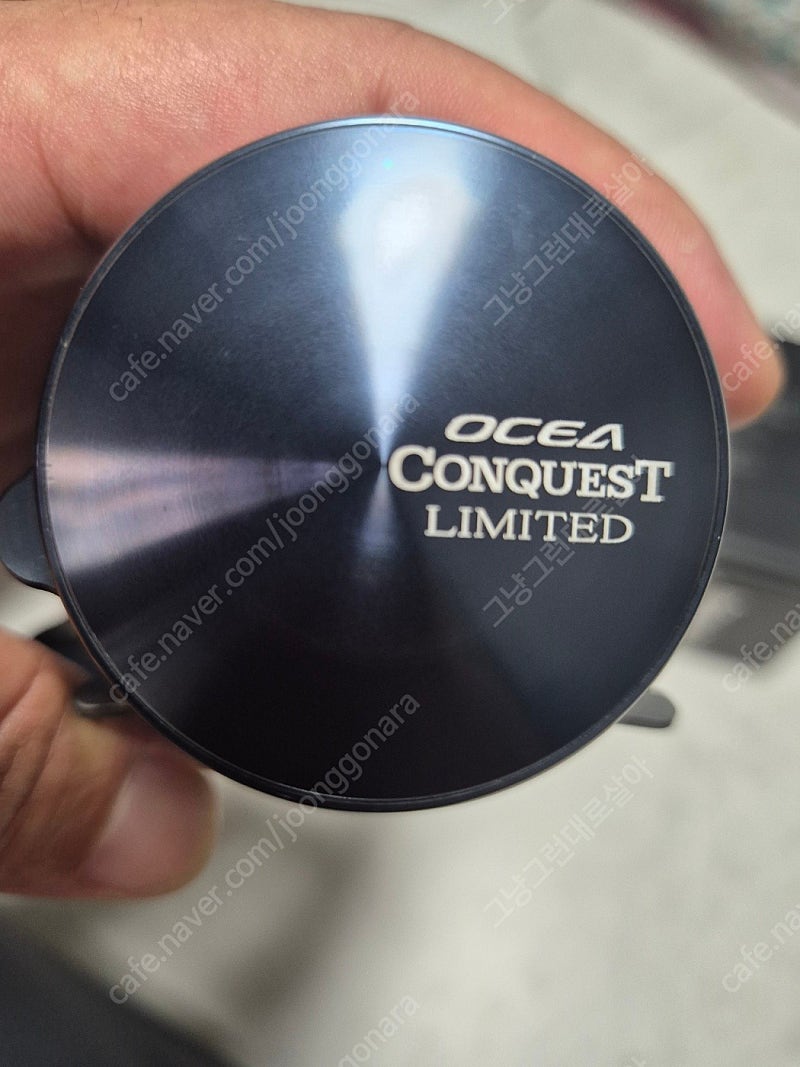 OCEA
CONQUEST
LIMITED
cafe.naver.com/joonggonara
그냥그런대로살아